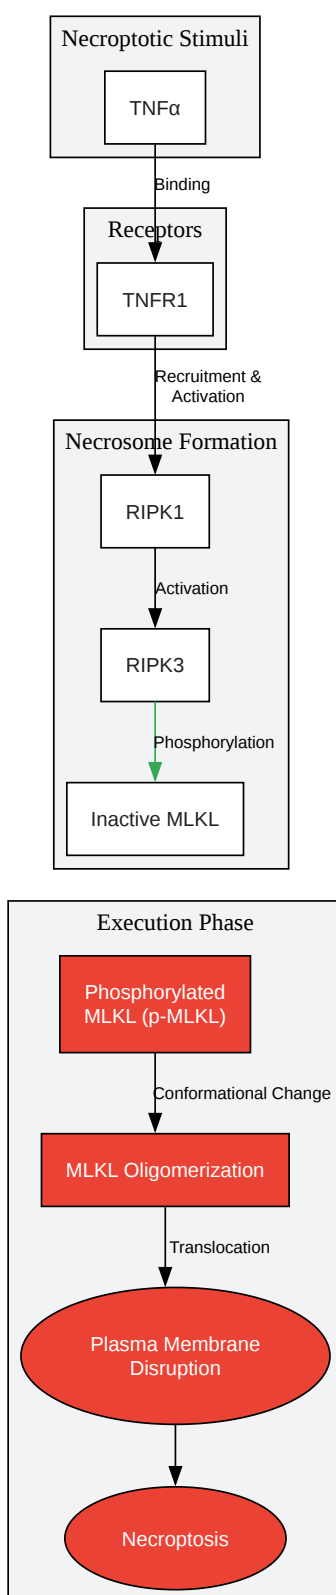 Necroptotic Stimuli
TNFα
Binding
Receptors
TNFR1
Recruitment &
Activation
Necrosome Formation
RIPK1
Activation
RIPK3
Phosphorylation
Inactive MLKL
Execution Phase
Phosphorylated
MLKL (p-MLKL)
Conformational Change
MLKL Oligomerization
Translocation
Plasma Membrane
Disruption
Necroptosis